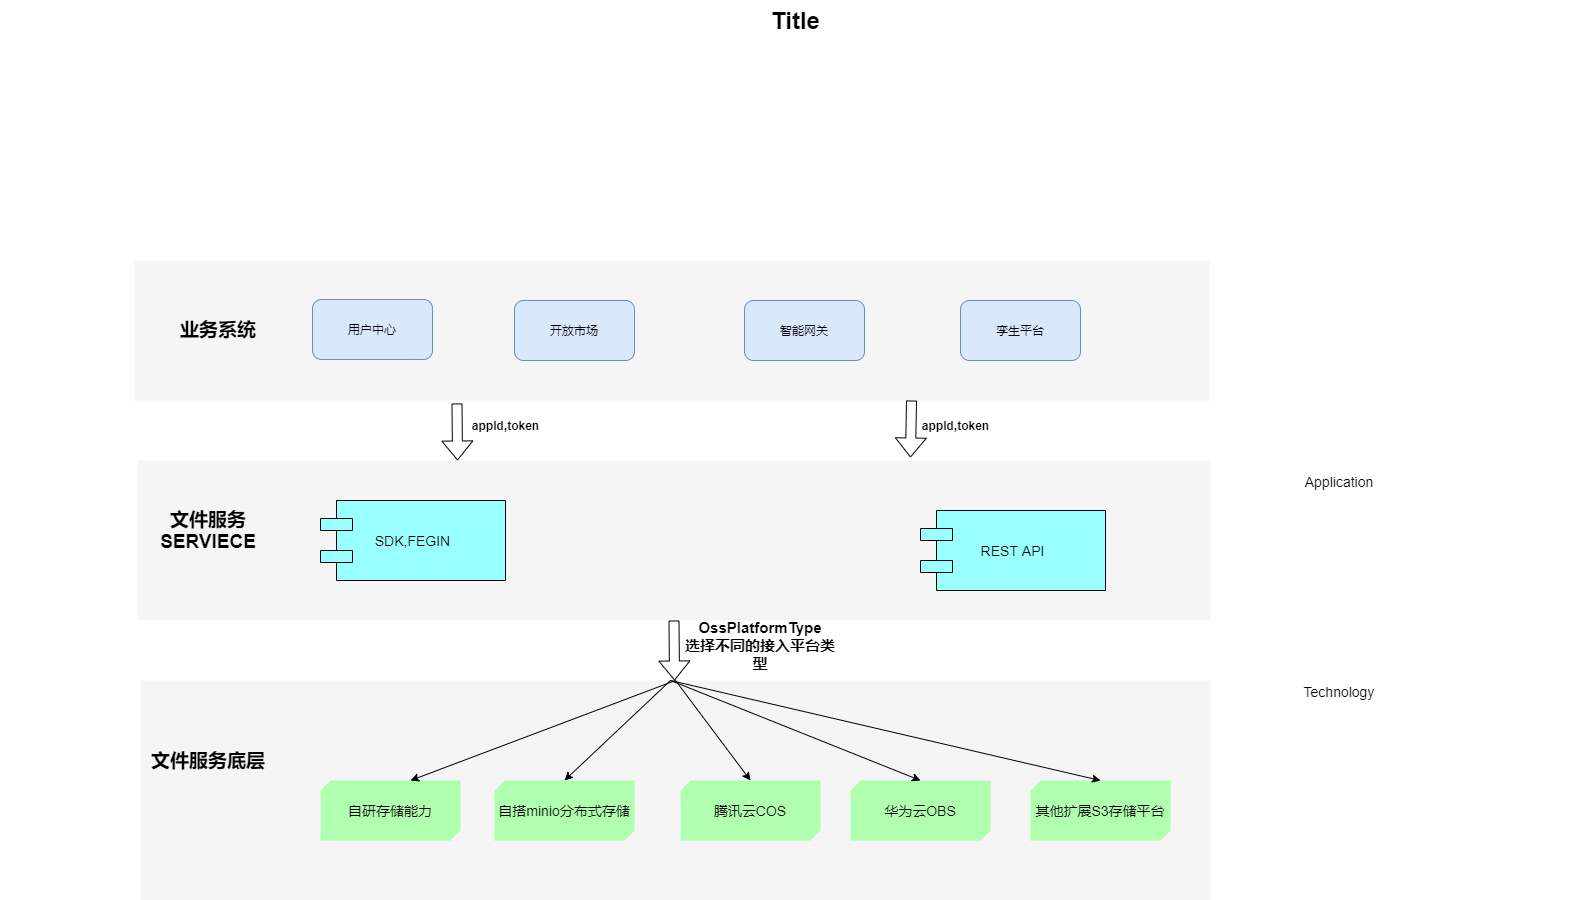 Title
业务系统
用户中心
开放市场
智能网关
孪生平台
appId,token
appId,token
文件服务
SERVIECE
SDK,FEGIN
REST API
Application
OssPlatformType
选择不同的接入平台类
型
Technology
文件服务底层
自研存储能力
自搭minio分布式存储
腾讯云COS
华为云OBS
其他扩展S3存储平台